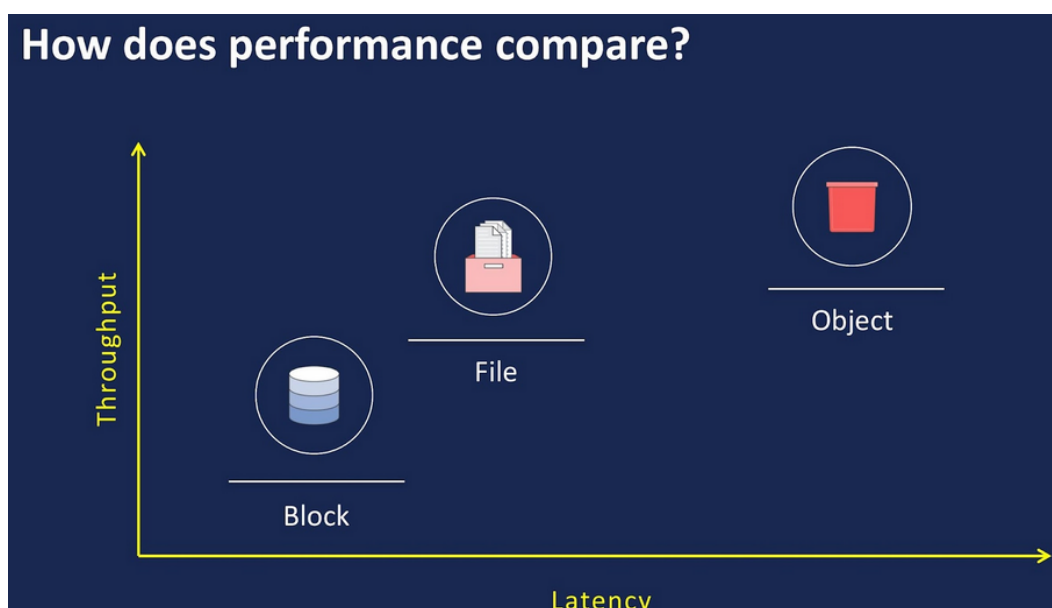 How does performance compare?
Throughput
Block
File
Object
Latency